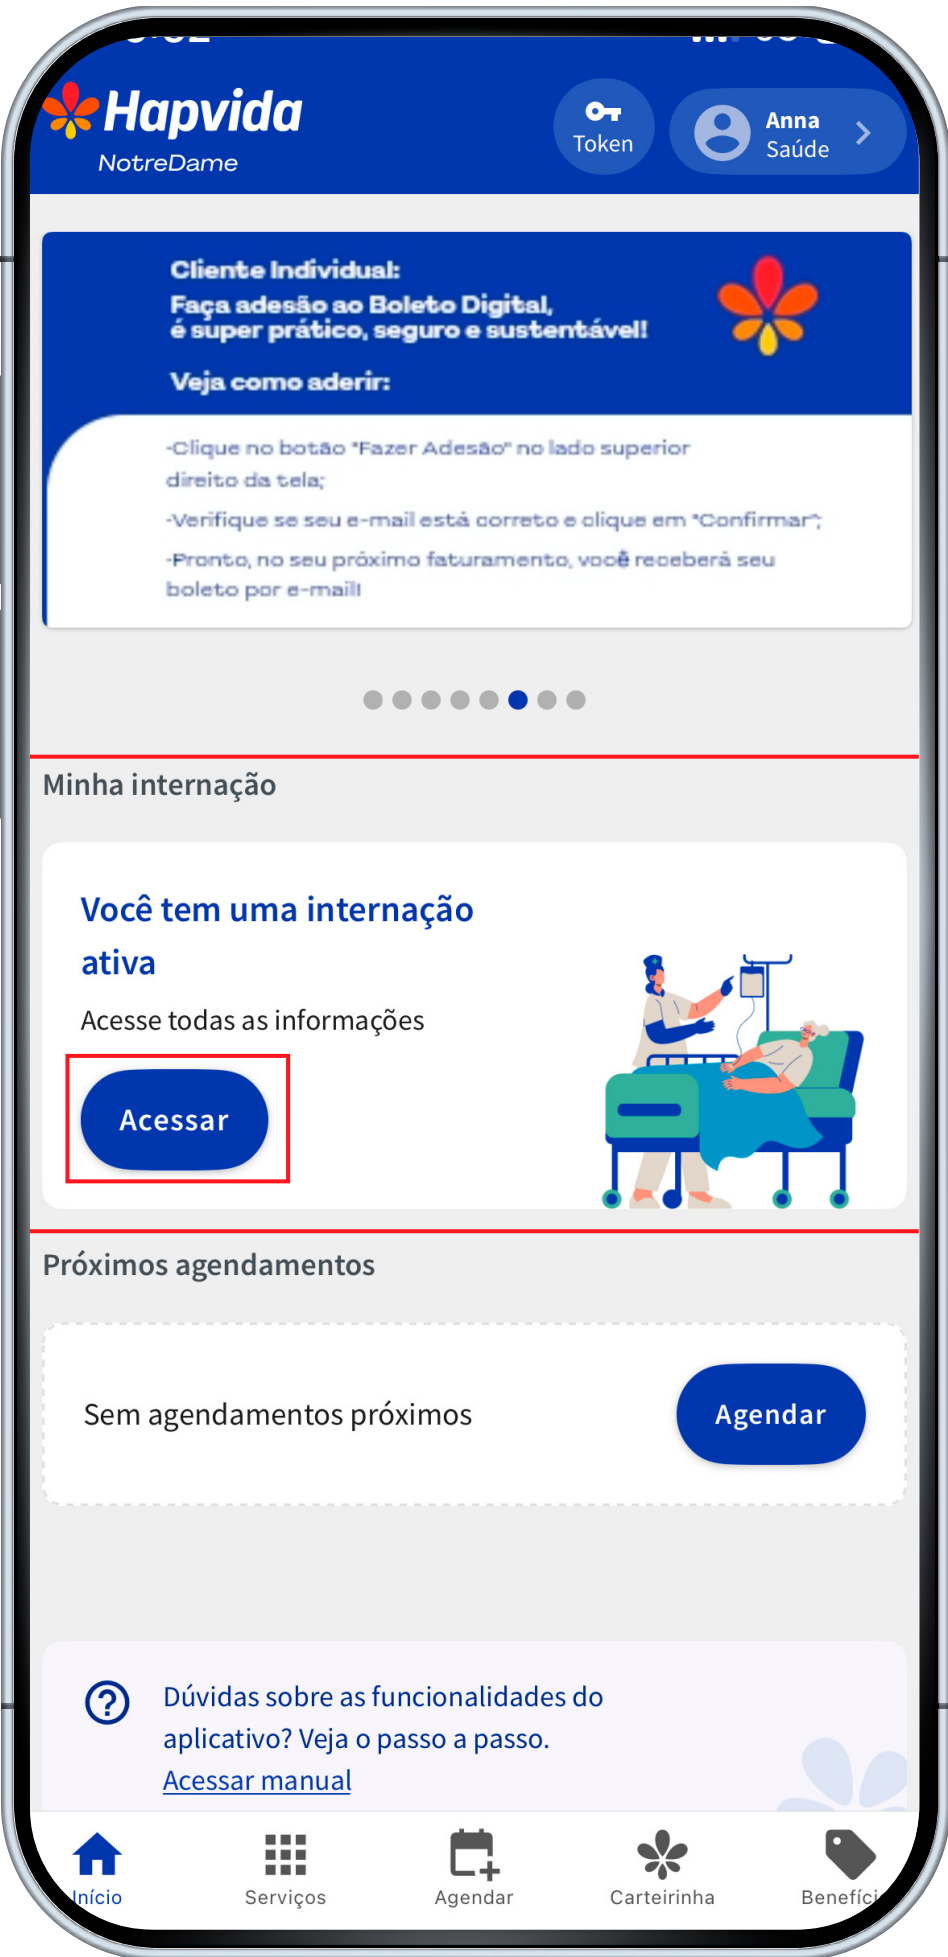 Hapvida
NotreDame
Token
Anna
Saúde
Cliente Individual:
Faça adesão ao Boleto Digital,
é super prático, seguro e sustentável!
Veja como aderir:
-Clique no botão "Fazer Adesão" no lado superior
direito da tela;
-Verifique se seu e-mail está correto e clique em "Confirmar";
-Pronto, no seu próximo faturamento, você receberá seu
boleto por e-mail!
Minha internação
Você tem uma internação
ativa
Acesse todas as informações
Acessar
Próximos agendamentos
Sem agendamentos próximos
Agendar
Dúvidas sobre as funcionalidades do
aplicativo? Veja o passo a passo.
Acessar manual
Início
Serviços
Agendar
Carteirinha
Benefíci